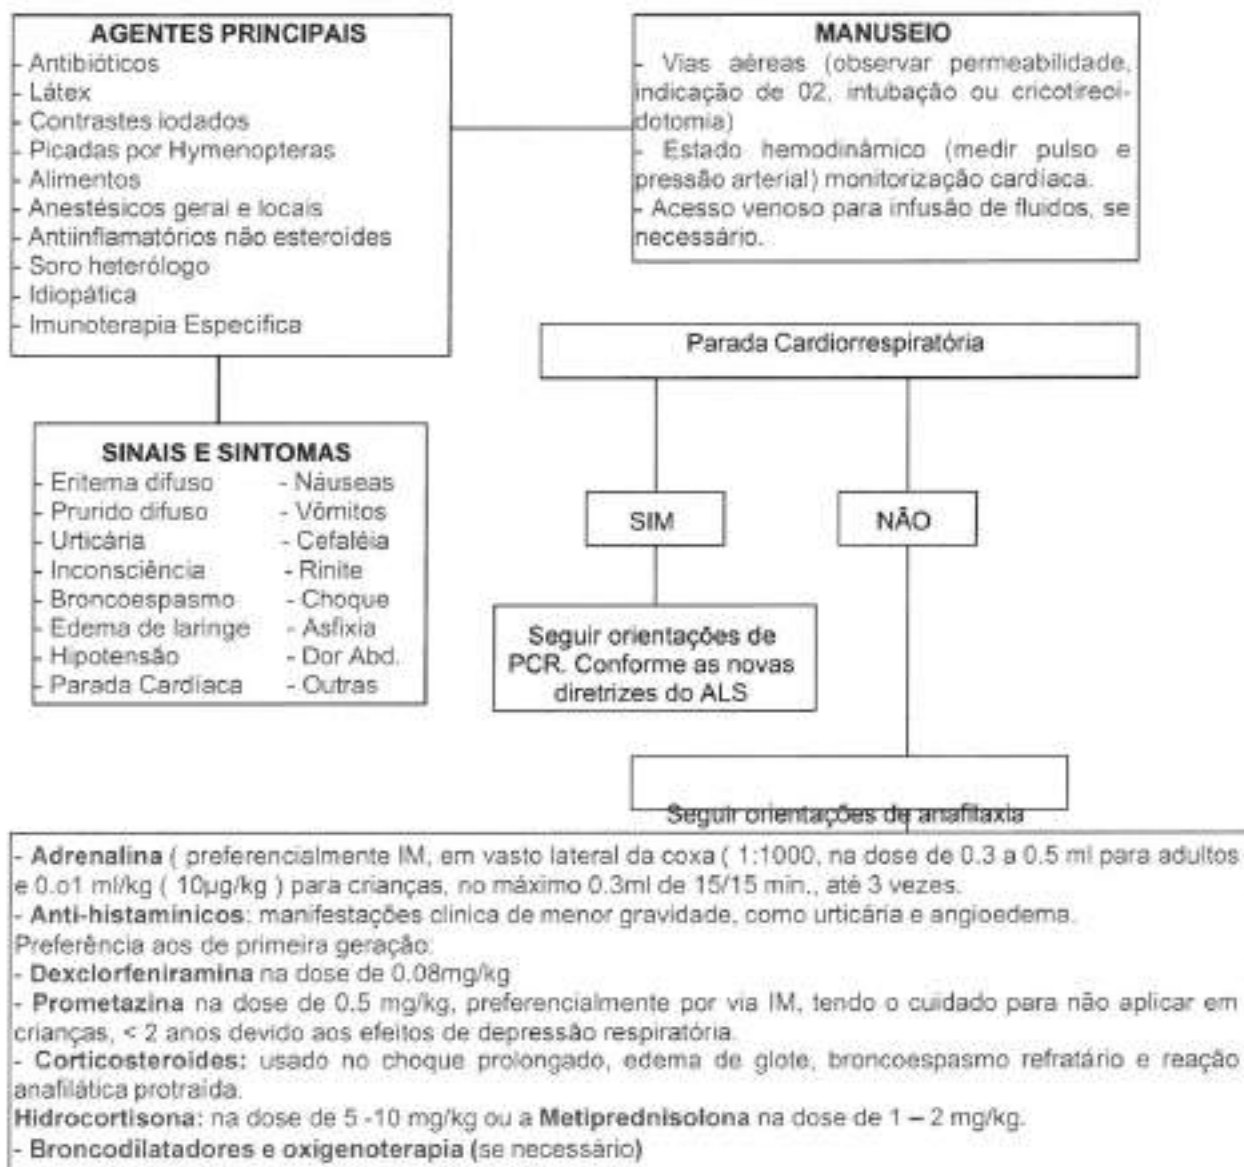 AGENTES PRINCIPAIS
- Antibióticos
- Látex
- Contrastes iodados
- Picadas por Hymenopteras
- Alimentos
- Anestésicos geral e locais
- Antiinflamatórios não esteroides
- Soro heterólogo
- Idiopática
- Imunoterapia Específica
MANUSEIO
- Vias aéreas (observar permeabilidade,
indicação de 02, intubação ou cricotireoi-
dotomia)
- Estado hemodinâmico (medir pulso e
pressão arterial) monitorização cardíaca.
- Acesso venoso para infusão de fluidos, se
necessário.
SINAIS E SINTOMAS
- Eritema difuso - Náuseas
- Prurido difuso - Vômitos
- Urticária - Cefaléia
- Inconsciência - Rinite
- Broncoespasmo - Choque
- Edema de laringe - Asfixia
- Hipotensão - Dor Abd.
- Parada Cardíaca - Outras
Parada Cardiorrespiratória
SIM
NÃO
Seguir orientações de
PCR. Conforme as novas
diretrizes do ALS
Seguir orientações de anafilaxia
- Adrenalina ( preferencialmente IM, em vasto lateral da coxa ( 1:1000, na dose de 0.3 a 0.5 ml para adultos
e 0.o1 ml/kg ( 10µg/kg ) para crianças, no máximo 0.3ml de 15/15 min., até 3 vezes.
- Anti-histamínicos: manifestações clinica de menor gravidade, como urticária e angioedema.
Preferência aos de primeira geração:
- Dexclorfeniramina na dose de 0.08mg/kg
- Prometazina na dose de 0.5 mg/kg, preferencialmente por via IM, tendo o cuidado para não aplicar em
crianças, < 2 anos devido aos efeitos de depressão respiratória.
- Corticosteroides: usado no choque prolongado, edema de glote, broncoespasmo refratário e reação
anafilática protraída.
Hidrocortisona: na dose de 5 -10 mg/kg ou a Metiprednisolona na dose de 1 – 2 mg/kg.
- Broncodilatadores e oxigenoterapia (se necessário)